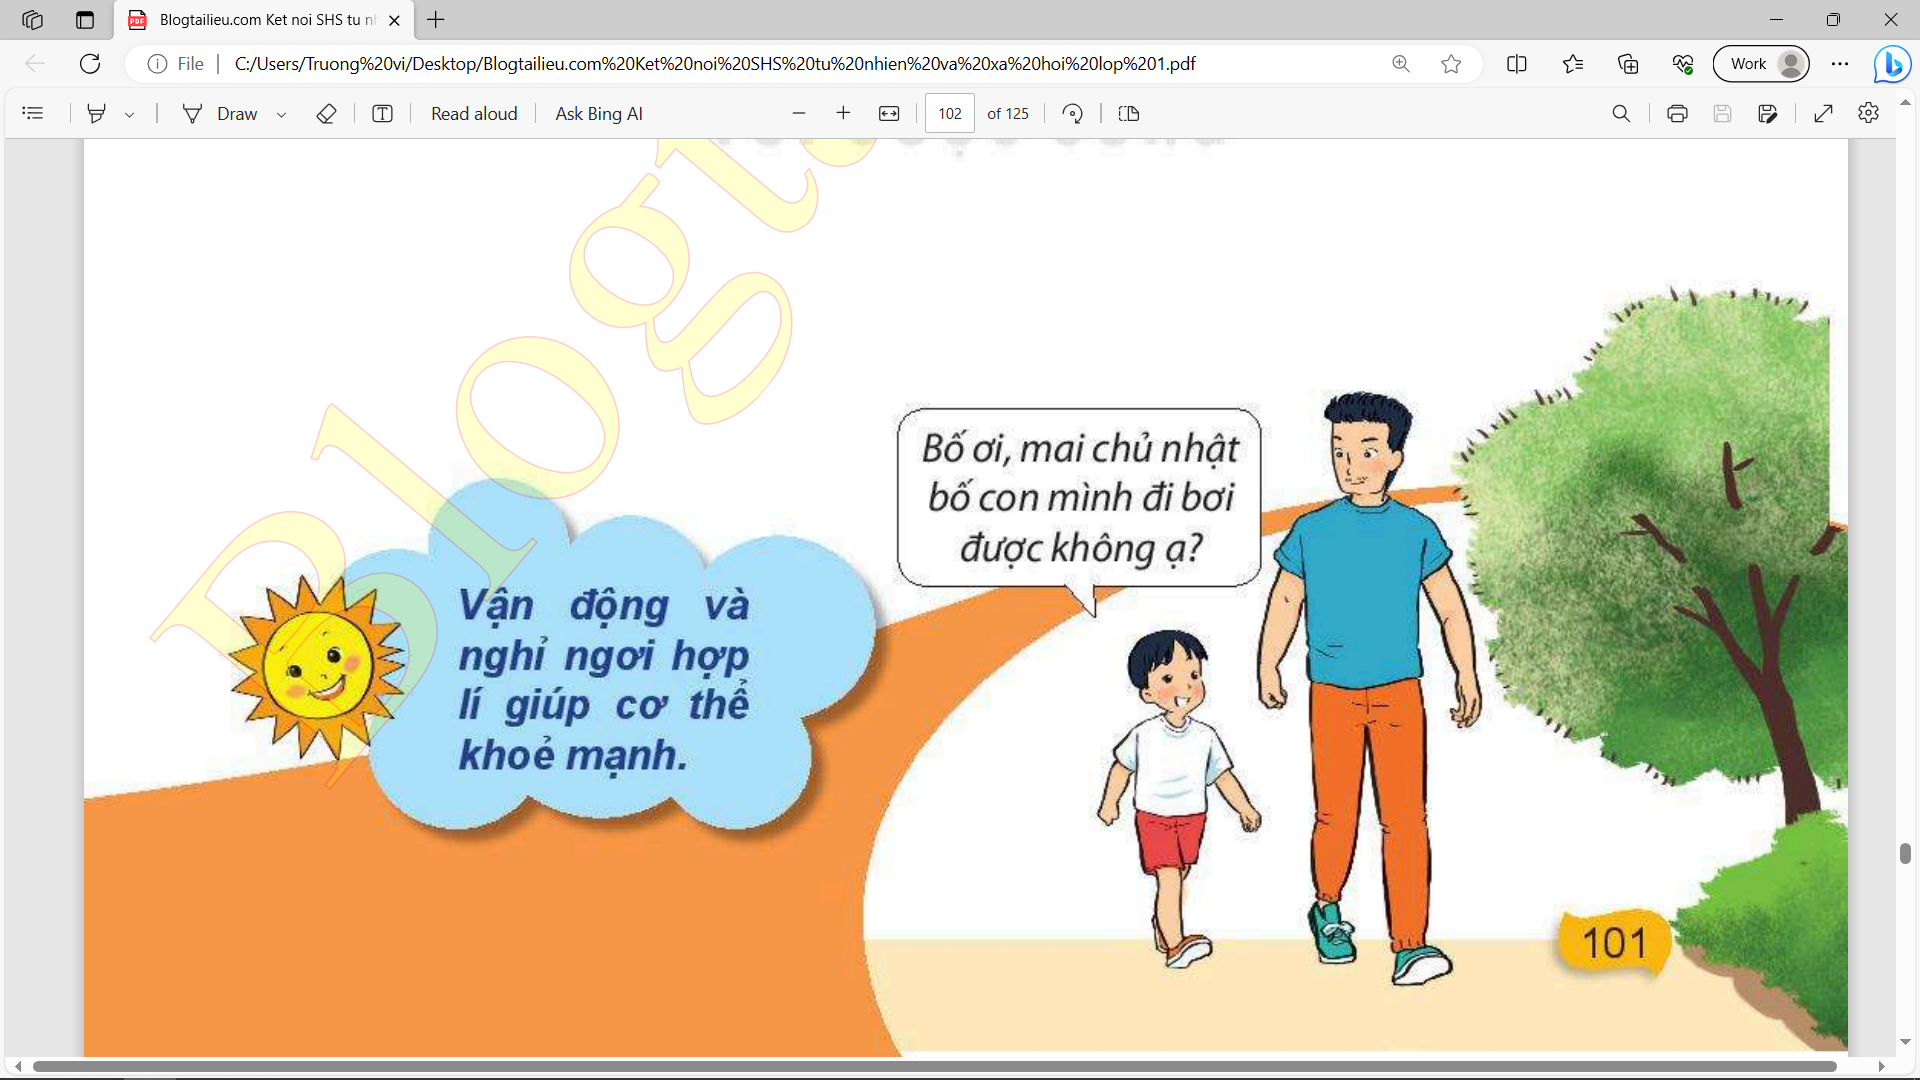 Blogtailieu.com Ket noi SHS tu nh
File
C:/Users/Truong%20vi/Desktop/Blogtailieu.com%20Ket%20noi%20SHS%20tu%20nhien%20va%20xa%20hoi%20lop%201.pdf
Work
Draw
Read aloud
Ask Bing AI
102 of 125
Blogt
Bố ơi, mai chủ nhật
bố con mình đi bơi
được không ạ?
Vận động và
nghỉ ngơi hợp
lí giúp cơ thể
khoẻ mạnh.
101